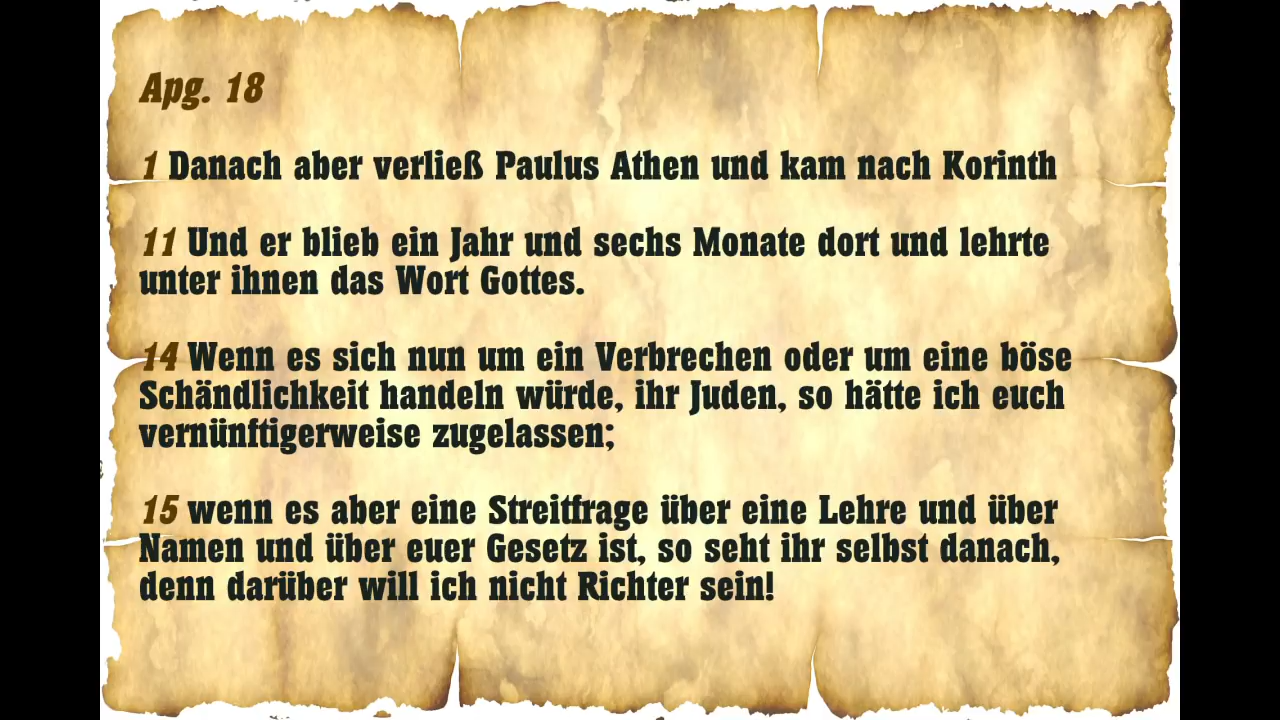 Apg. 18
1 Danach aber verließ Paulus Athen und kam nach Korinth
11 Und er blieb ein Jahr und sechs Monate dort und lehrte
unter ihnen das Wort Gottes.
14 Wenn es sich nun um ein Verbrechen oder um eine böse
Schändlichkeit handeln würde, ihr Juden, so hätte ich euch
vernünftigerweise zugelassen;
15 wenn es aber eine Streitfrage über eine Lehre und über
Namen und über euer Gesetz ist, so seht ihr selbst danach,
denn darüber will ich nicht Richter sein!